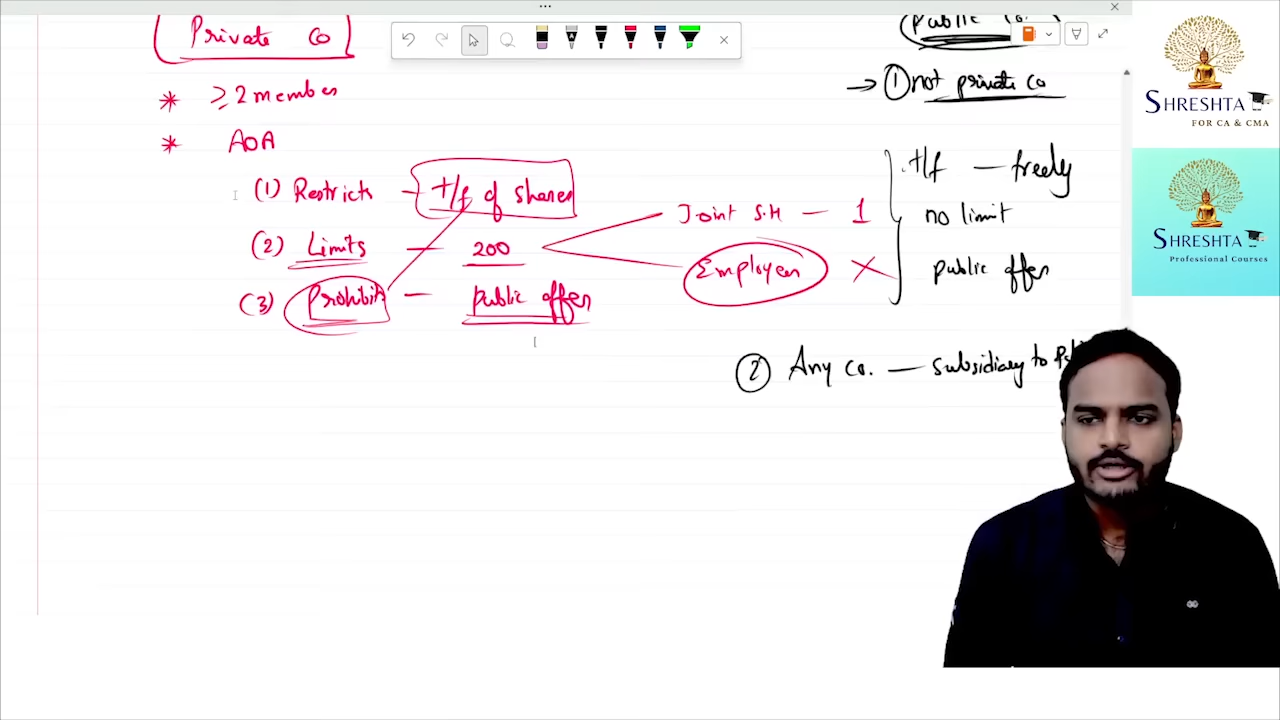 Private Co
* ≥2 member
* AOA
(1) Restricts – t/f of shares
(2) Limits – 200
(3) Prohibits – public offer
Joint S.H – 1
Employees ×
Public Co.
→ ① not private co
t/f – freely
no limit
public offer
② Any co. – subsidiary to
SHRESHTA
FOR CA & CMA
SHRESHTA
Professional Courses